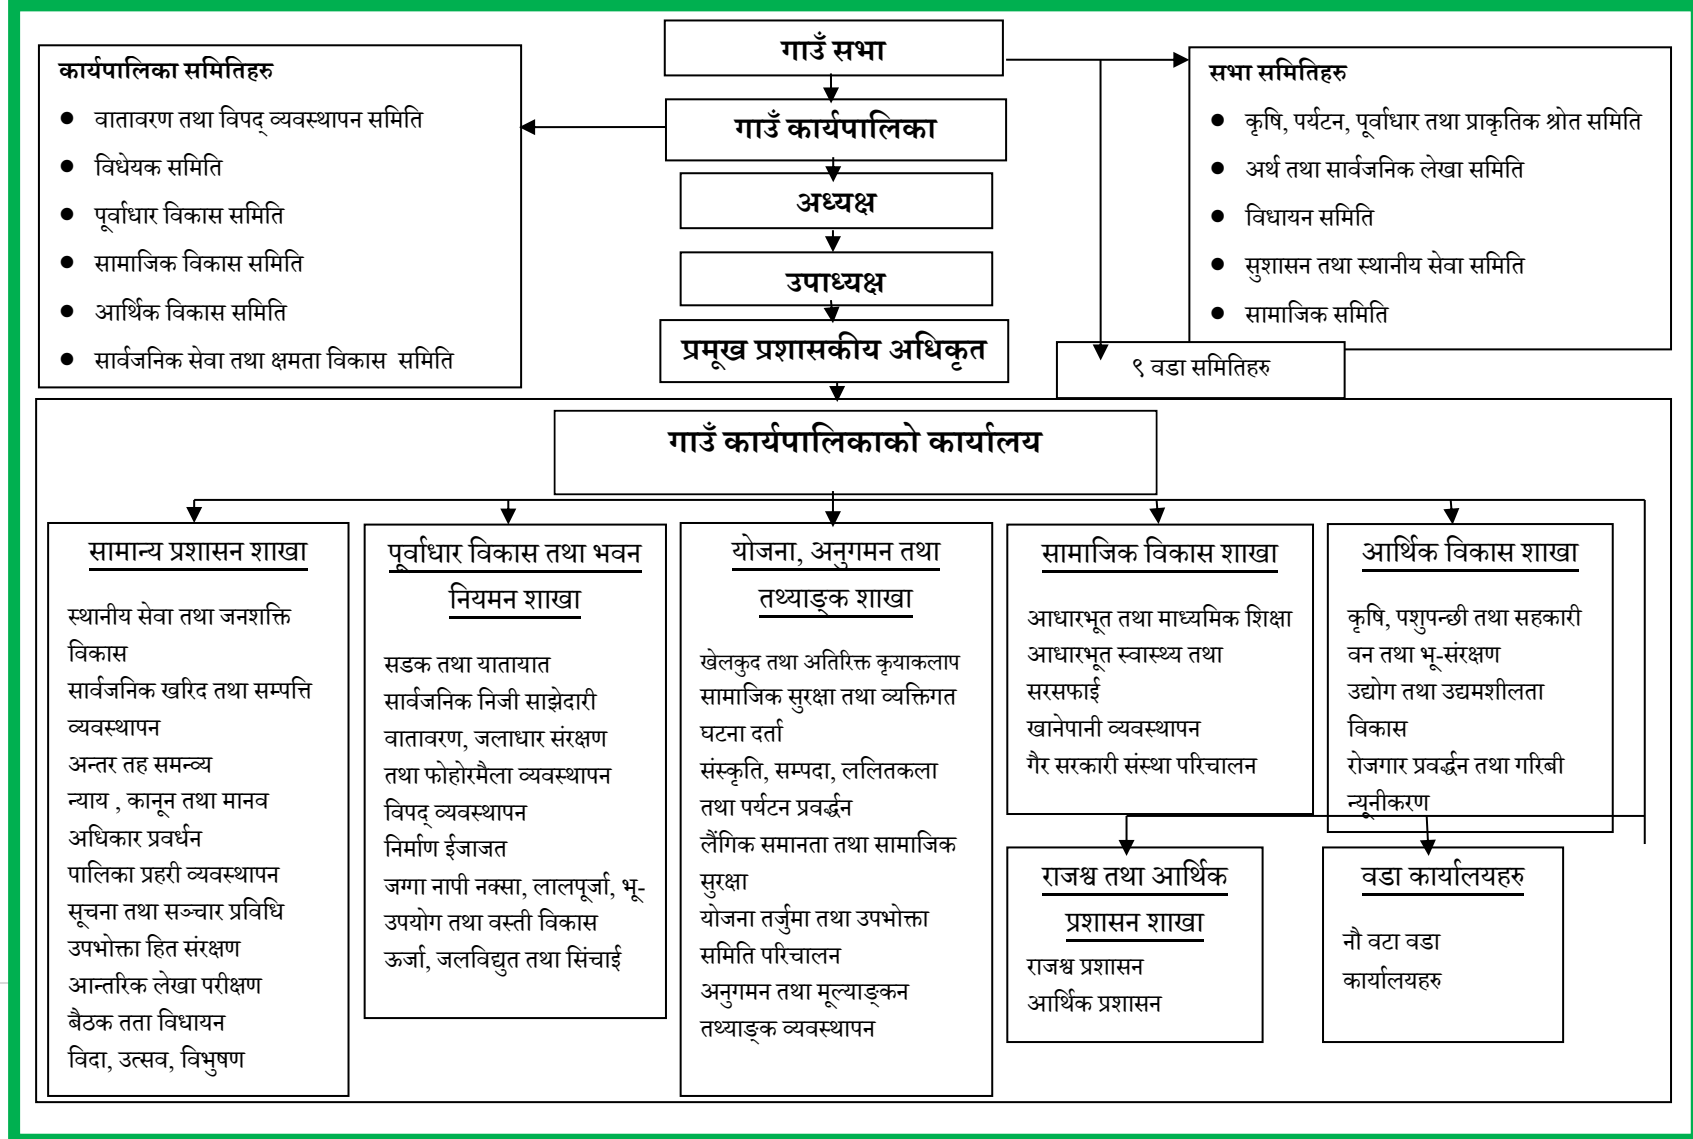 गाउँ सभा
गाउँ कार्यपालिका
अध्यक्ष
उपाध्यक्ष
प्रमूख प्रशासकीय अधिकृत
कार्यपालिका समितिहरु
● वातावरण तथा विपद् व्यवस्थापन समिति
● विधेयक समिति
● पूर्वाधार विकास समिति
● सामाजिक विकास समिति
● आर्थिक विकास समिति
● सार्वजनिक सेवा तथा क्षमता विकास समिति
सभा समितिहरु
● कृषि, पर्यटन, पूर्वाधार तथा प्राकृतिक श्रोत समिति
● अर्थ तथा सार्वजनिक लेखा समिति
● विधायन समिति
● सुशासन तथा स्थानीय सेवा समिति
● सामाजिक समिति
९ वडा समितिहरु
गाउँ कार्यपालिकाको कार्यालय
सामान्य प्रशासन शाखा
स्थानीय सेवा तथा जनशक्ति
विकास
सार्वजनिक खरिद तथा सम्पत्ति
व्यवस्थापन
अन्तर तह समन्व्य
न्याय , कानून तथा मानव
अधिकार प्रवर्धन
पालिका प्रहरी व्यवस्थापन
सूचना तथा सञ्चार प्रविधि
उपभोक्ता हित संरक्षण
आन्तरिक लेखा परीक्षण
बैठक तता विधायन
विदा, उत्सव, विभुषण
पूर्वाधार विकास तथा भवन
नियमन शाखा
सडक तथा यातायात
सार्वजनिक निजी साझेदारी
वातावरण, जलाधार संरक्षण
तथा फोहोरमैला व्यवस्थापन
विपद् व्यवस्थापन
निर्माण ईजाजत
जग्गा नापी नक्सा, लालपूर्जा, भू-
उपयोग तथा वस्ती विकास
ऊर्जा, जलविद्युत तथा सिंचाई
योजना, अनुगमन तथा
तथ्याङ्क शाखा
खेलकुद तथा अतिरिक्त कृयाकलाप
सामाजिक सुरक्षा तथा व्यक्तिगत
घटना दर्ता
संस्कृति, सम्पदा, ललितकला
तथा पर्यटन प्रवर्द्धन
लैंगिक समानता तथा सामाजिक
सुरक्षा
योजना तर्जुमा तथा उपभोक्ता
समिति परिचालन
अनुगमन तथा मूल्याङ्कन
तथ्याङ्क व्यवस्थापन
सामाजिक विकास शाखा
आधारभूत तथा माध्यमिक शिक्षा
आधारभूत स्वास्थ्य तथा
सरसफाई
खानेपानी व्यवस्थापन
गैर सरकारी संस्था परिचालन
आर्थिक विकास शाखा
कृषि, पशुपन्छी तथा सहकारी
वन तथा भू-संरक्षण
उद्योग तथा उद्यमशीलता
विकास
रोजगार प्रवर्द्धन तथा गरिबी
न्यूनीकरण
राजश्व तथा आर्थिक
प्रशासन शाखा
राजश्व प्रशासन
आर्थिक प्रशासन
वडा कार्यालयहरु
नौ वटा वडा
कार्यालयहरु